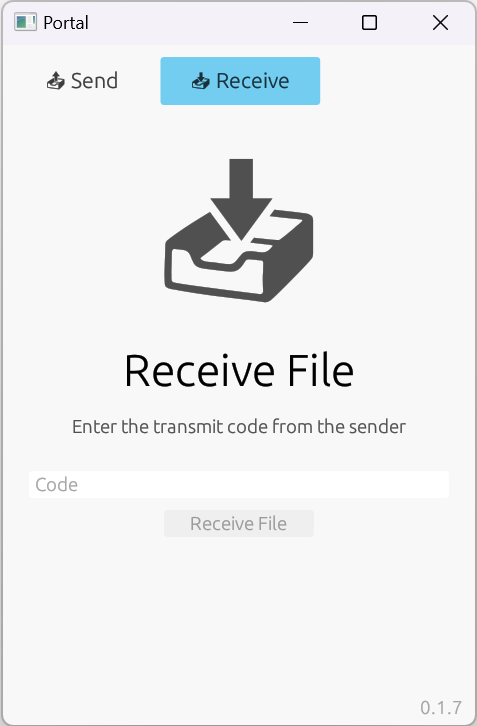 Portal
Send
Receive
Receive File
Enter the transmit code from the sender
Code
Receive File
0.1.7